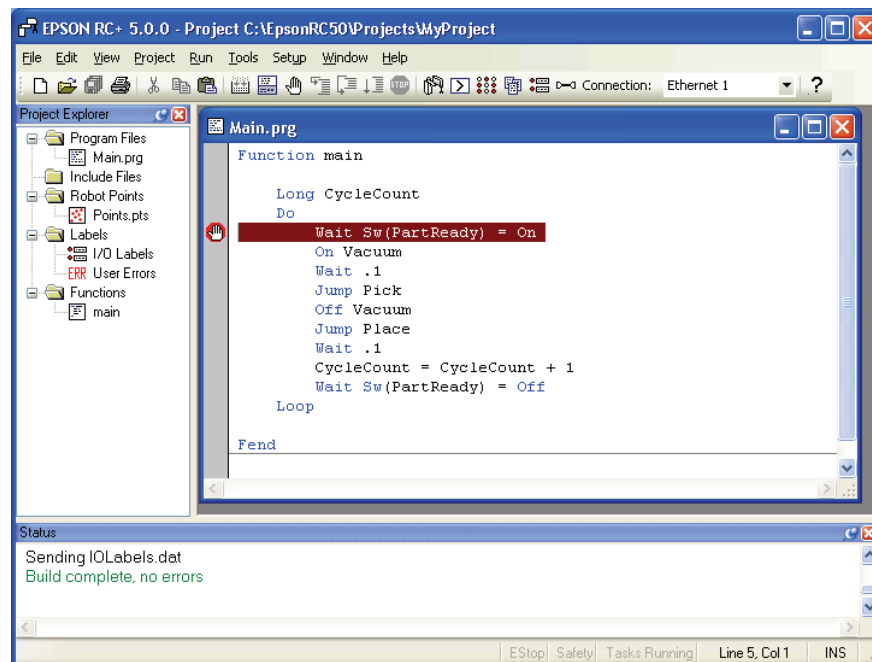 EPSON RC+ 5.0.0 - Project C:\EpsonRC50\Projects\MyProject
File Edit View Project Run Tools Setup Window Help
STOP Connection: Ethernet 1 ?
Project Explorer
Program Files
Main.prg
Include Files
Robot Points
Points.pts
Labels
I/O Labels
ERR User Errors
Functions
main
Main.prg
Function main
Long CycleCount
Do
Wait Sw(PartReady) = On
On Vacuum
Wait .1
Jump Pick
Off Vacuum
Jump Place
Wait .1
CycleCount = CycleCount + 1
Wait Sw(PartReady) = Off
Loop
Fend
Status
Sending IOLabels.dat
Build complete, no errors
EStop Safety Tasks Running Line 5, Col 1 INS